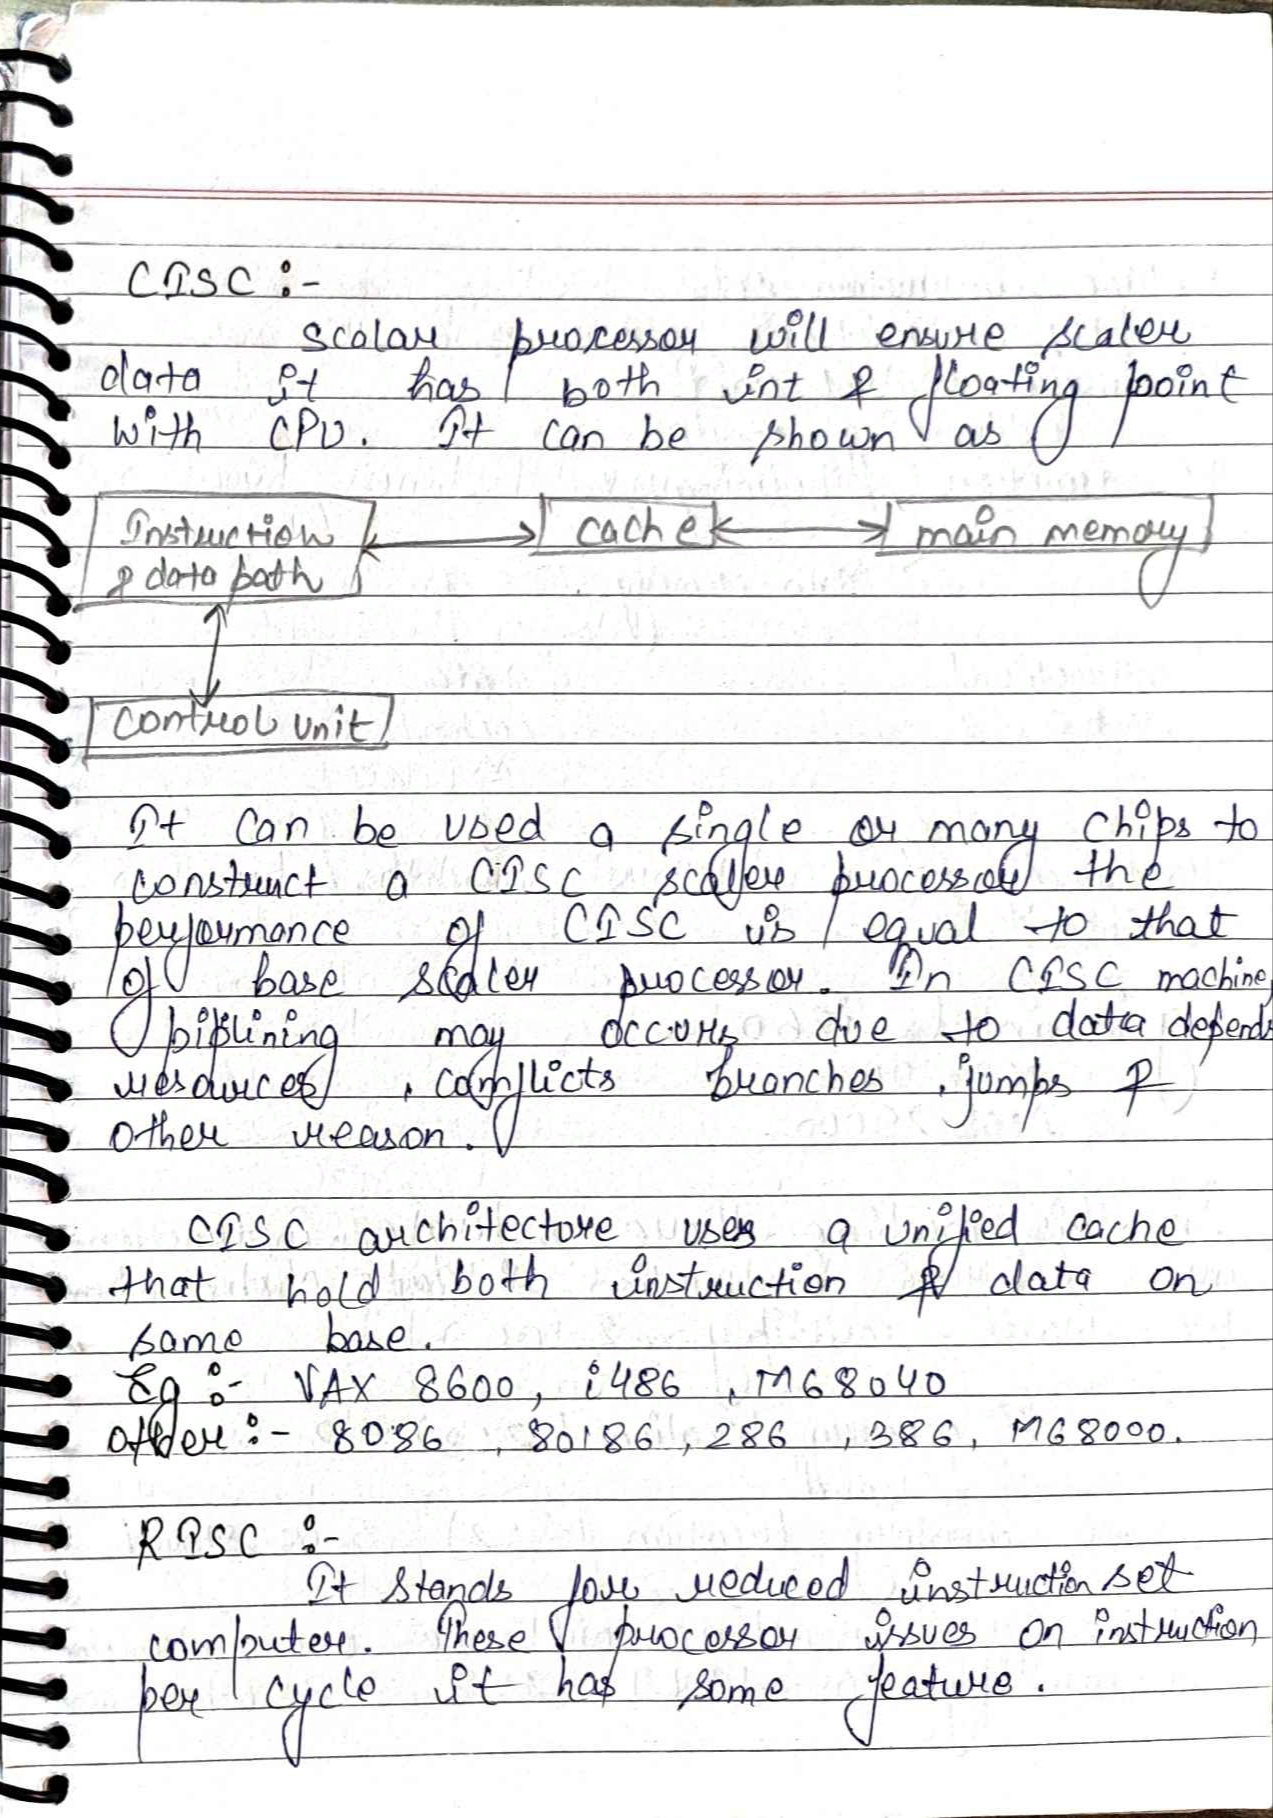 CISC :-
scalar processor will ensure scaler
data it has both int & floating point
with CPU. It can be shown as
Instruction & data path
cache
main memory
control unit
It can be used a single or many chips to
construct a CISC scaler processor the
performance of CISC is equal to that
of base scaler processor. In CISC machine,
piplining may occurs due to data depends
resources, conflicts branches, jumps &
other reason.
CISC architecture uses a unified cache
that hold both instruction & data on
same base.
Eg :- VAX 8600, i486, M68040
other :- 8086, 80186, 286, 386, M68000.
RISC :-
It stands for reduced instruction set
computer. These processor issues on instruction
per cycle it has some feature.